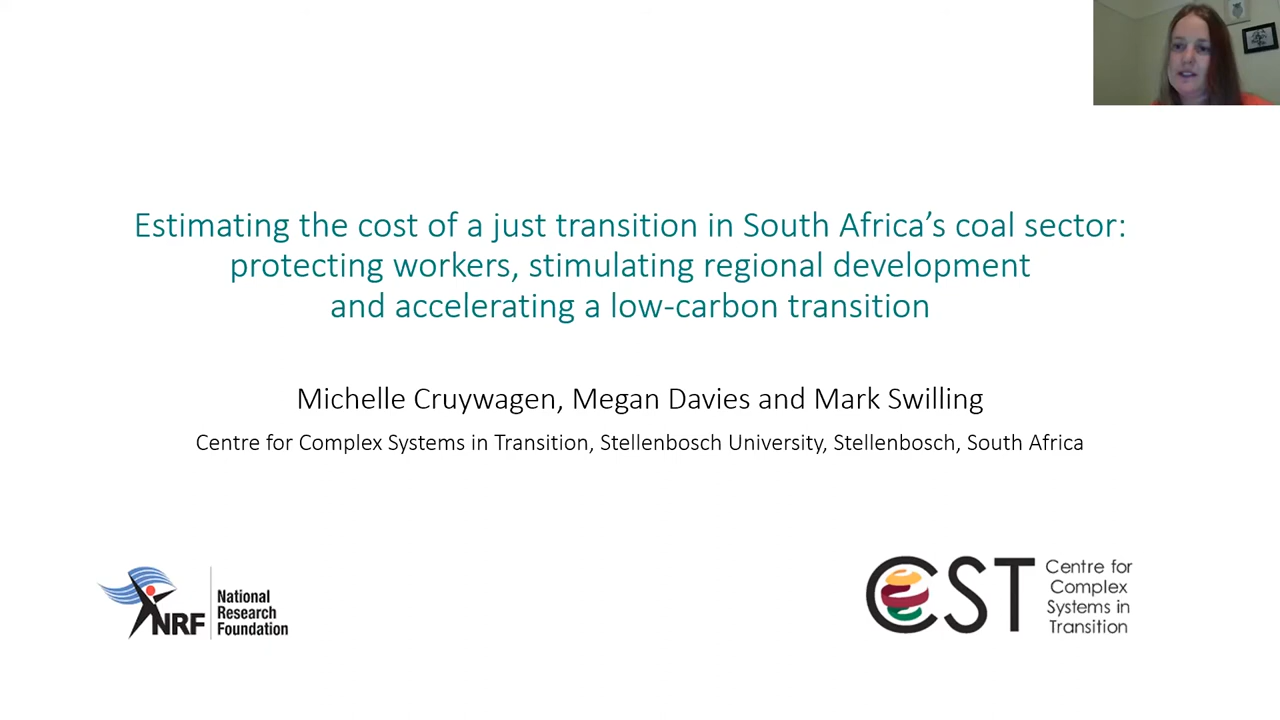 Estimating the cost of a just transition in South Africa’s coal sector:
protecting workers, stimulating regional development
and accelerating a low-carbon transition
Michelle Cruywagen, Megan Davies and Mark Swilling
Centre for Complex Systems in Transition, Stellenbosch University, Stellenbosch, South Africa
NRF
National
Research
Foundation
CST
Centre for
Complex
Systems in
Transition